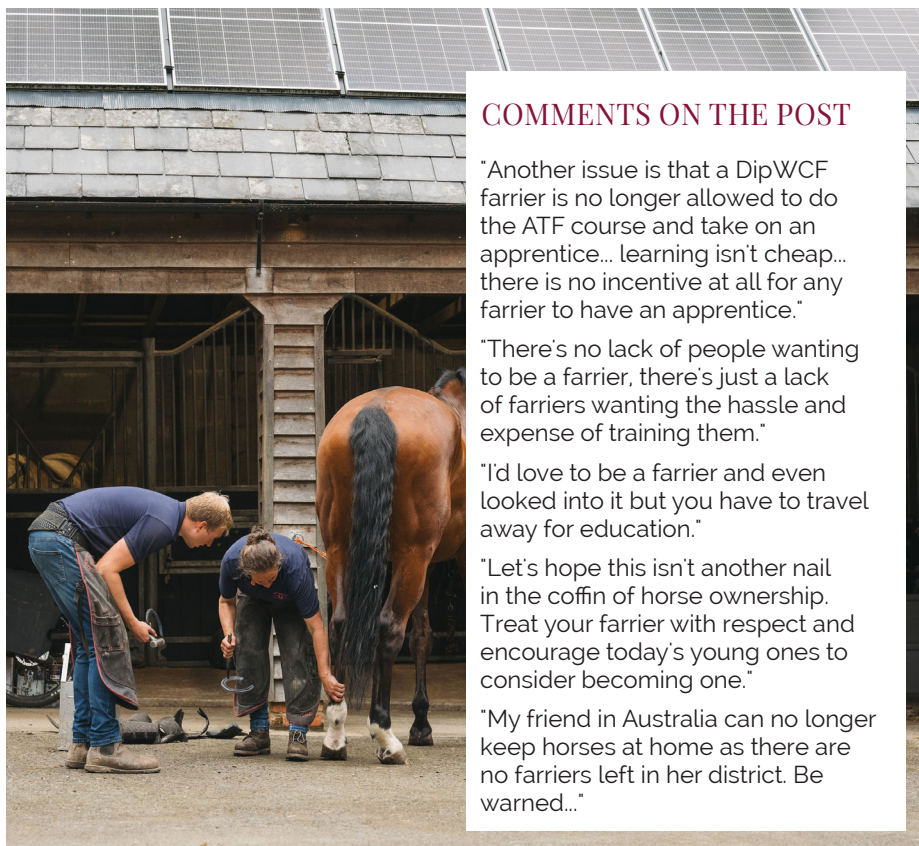 COMMENTS ON THE POST
"Another issue is that a DipWCF
farrier is no longer allowed to do
the ATF course and take on an
apprentice... learning isn't cheap...
there is no incentive at all for any
farrier to have an apprentice."
"There's no lack of people wanting
to be a farrier, there's just a lack
of farriers wanting the hassle and
expense of training them."
"I'd love to be a farrier and even
looked into it but you have to travel
away for education."
"Let's hope this isn't another nail
in the coffin of horse ownership.
Treat your farrier with respect and
encourage today's young ones to
consider becoming one."
"My friend in Australia can no longer
keep horses at home as there are
no farriers left in her district. Be
warned..."